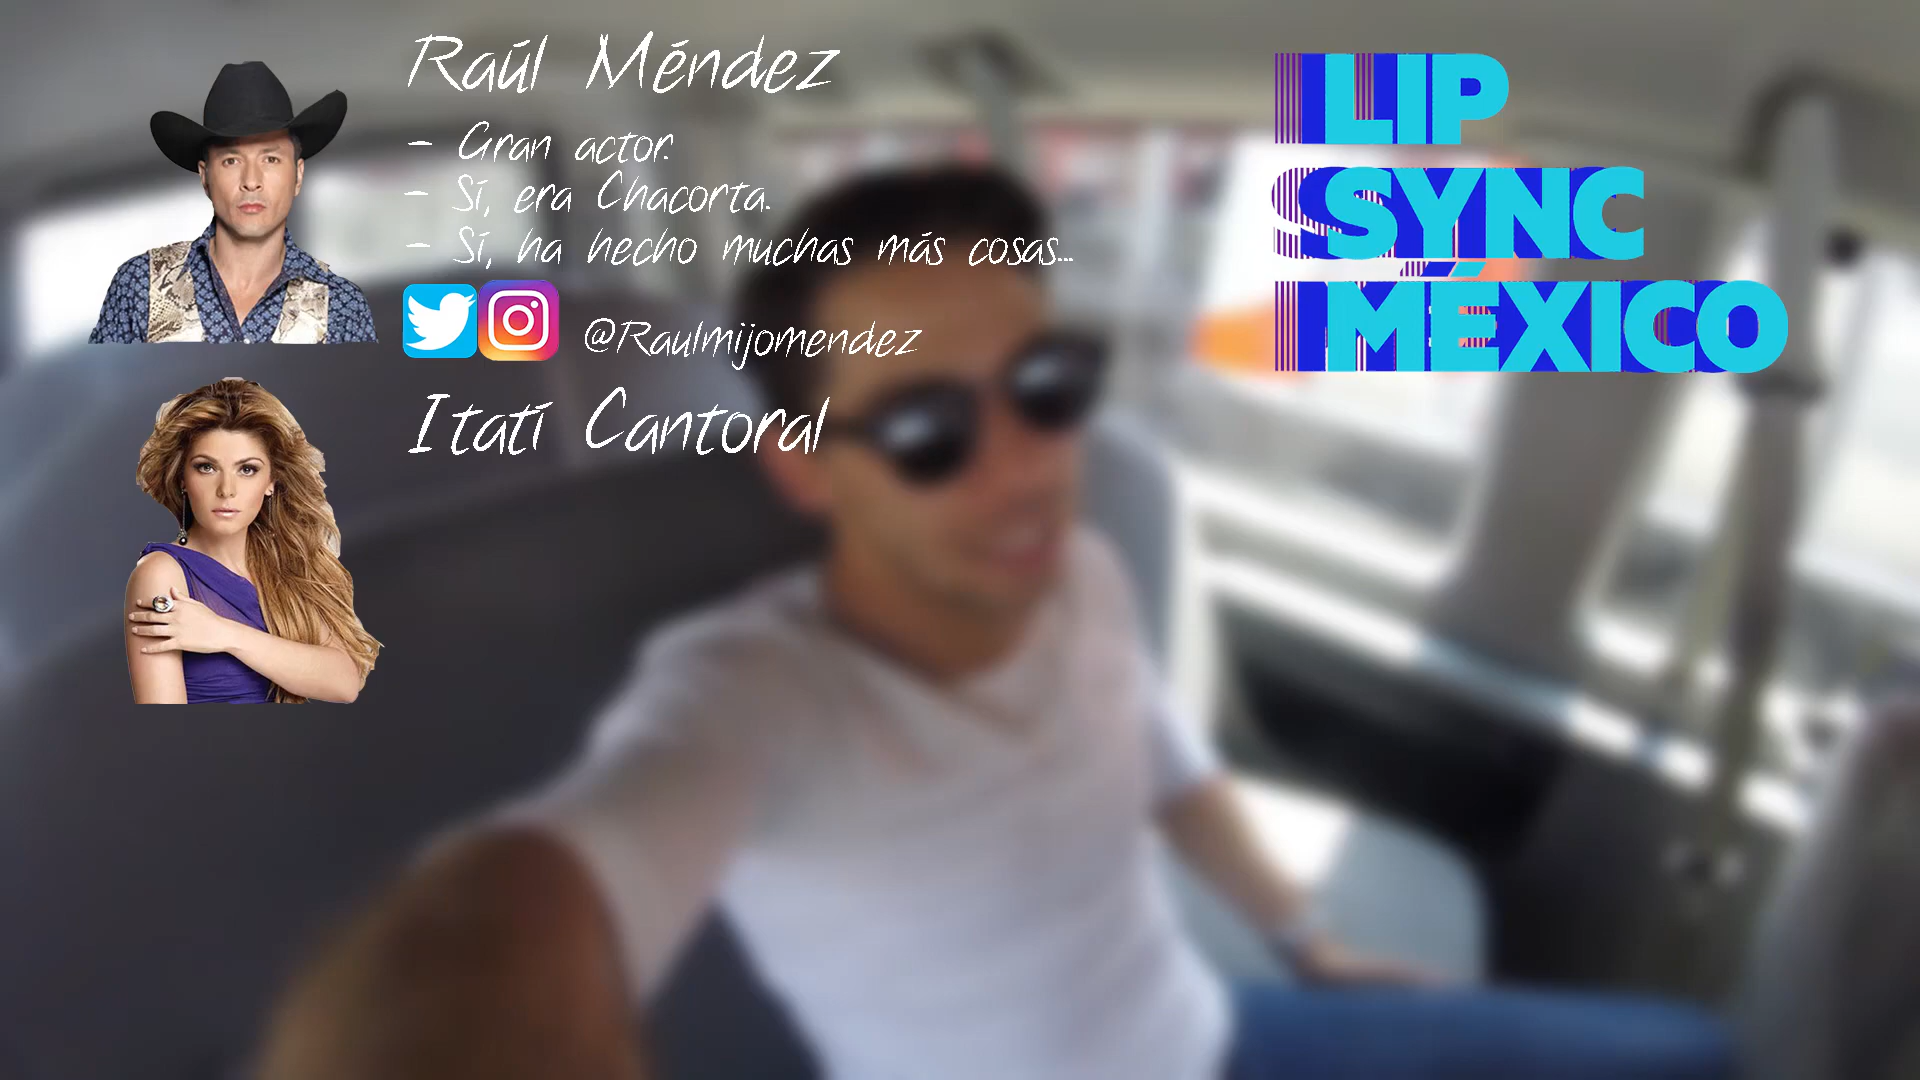 Raúl Méndez
- Gran actor.
- Sí, era Chacorta.
- Sí, ha hecho muchas más cosas...
@Raulmijomendez
Itatí Cantoral
LIP
SYNC
MÉXICO